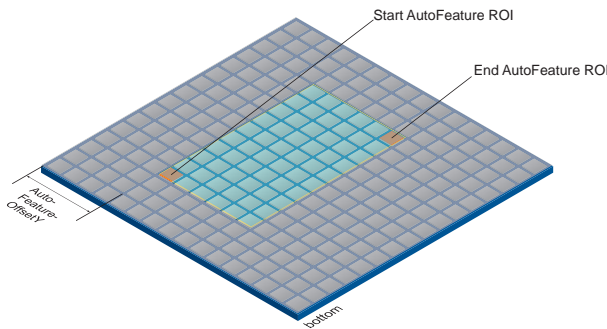 Start AutoFeature ROI
End AutoFeature ROI
Auto-
Feature-
OffsetY
bottom